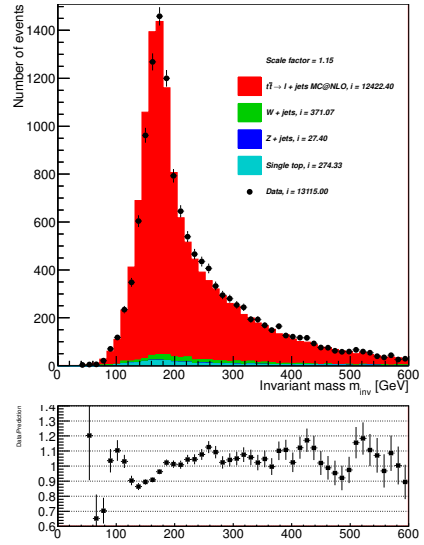 Number of events
1400
1200
1000
800
600
400
200
0
Scale factor = 1.15
tt̄ → l + jets MC@NLO, i = 12422.40
W + jets, i = 371.07
Z + jets, i = 27.40
Single top, i = 274.33
Data, i = 13115.00
0 100 200 300 400 500 600
Invariant mass m_inv [GeV]
Data/Prediction
1.4
1.3
1.2
1.1
1
0.9
0.8
0.7
0.6
0 100 200 300 400 500 600